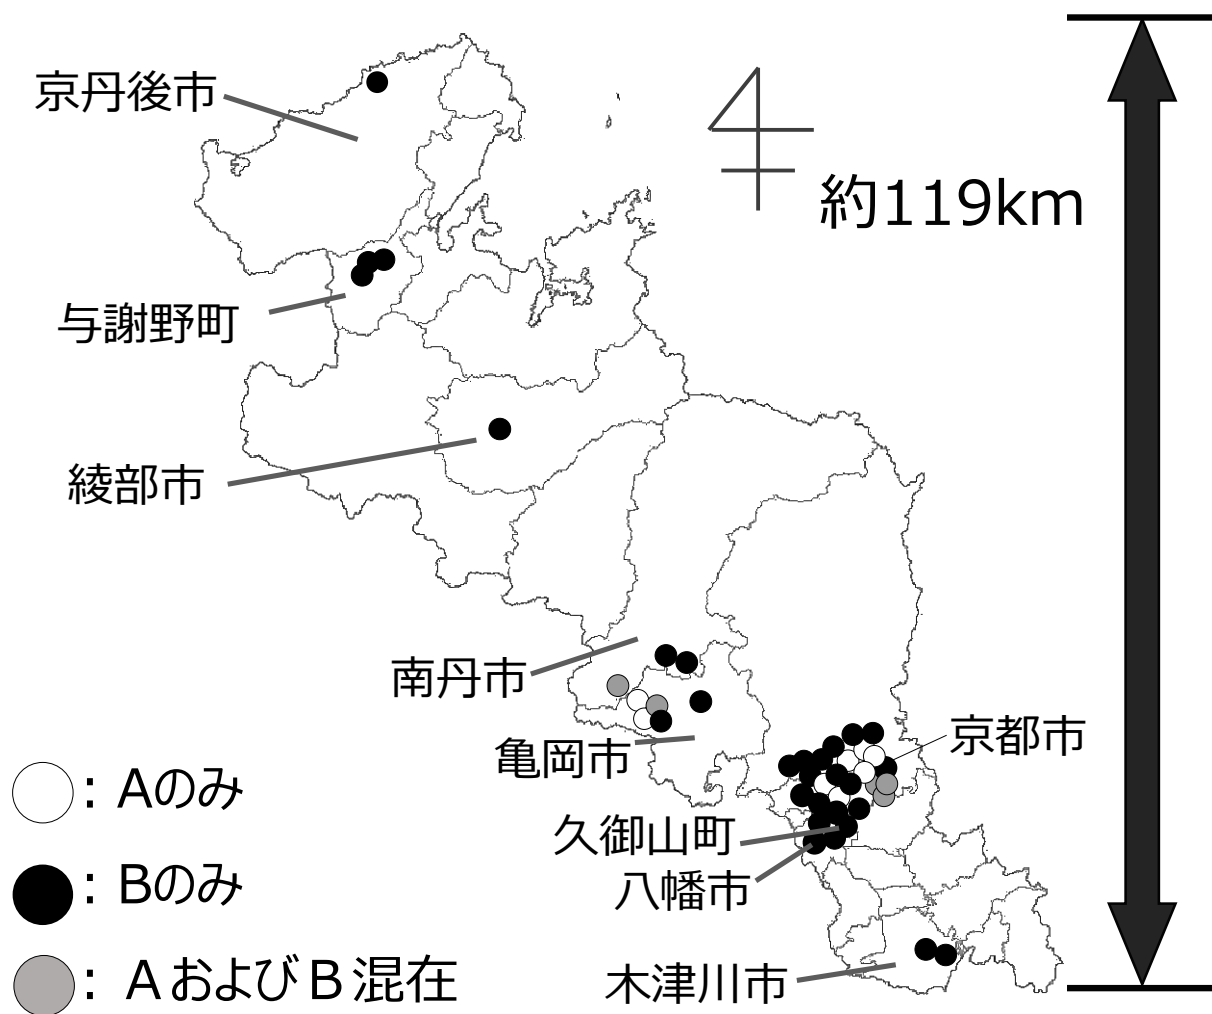 京丹後市
約119km
与謝野町
綾部市
南丹市
京都市
亀岡市
：Aのみ
久御山町
：Bのみ
八幡市
：AおよびB混在
木津川市